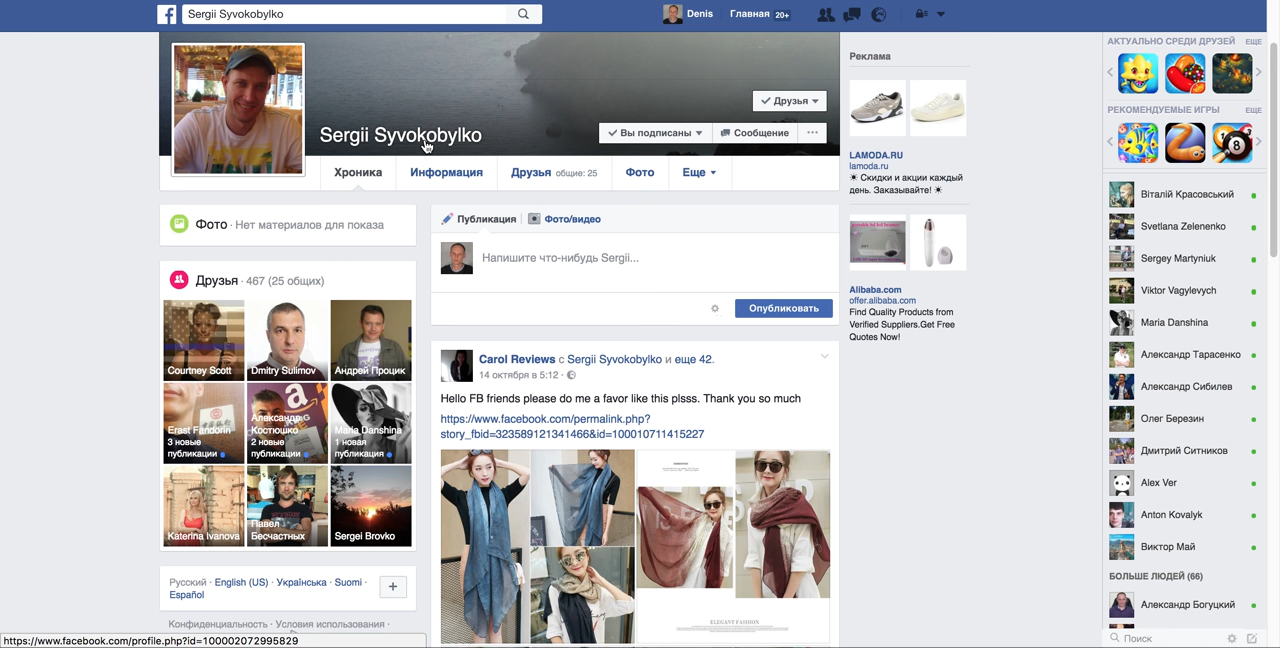 Sergii Syvokobylko
Denis
Главная 20+
Sergii Syvokobylko
Друзья
Вы подписаны
Сообщение
Хроника
Информация
Друзья общие: 25
Фото
Еще
Фото · Нет материалов для показа
Друзья · 467 (25 общих)
Courtney Scott
Dmitry Sulimov
Андрей Процик
Erast Fandorin
3 новые
публикации
Александр
Костюшко
2 новые
публикации
Maria Danshina
1 новая
публикация
Katerina Ivanova
Павел
Бесчастных
Sergei Brovko
Русский · English (US) · Українська · Suomi ·
Español
Конфиденциальность · Условия использования ·
https://www.facebook.com/profile.php?id=100002072995829
Публикация
Фото/видео
Напишите что-нибудь Sergii...
Опубликовать
Carol Reviews с Sergii Syvokobylko и еще 42.
14 октября в 5:12 ·
Hello FB friends please do me a favor like this plsss. Thank you so much
https://www.facebook.com/permalink.php?
story_fbid=323589121341466&id=100010711415227
ELEGANT FASHION
Реклама
LAMODA.RU
lamoda.ru
☀ Скидки и акции каждый
день. Заказывайте! ☀
Alibaba.com
offer.alibaba.com
Find Quality Products from
Verified Suppliers.Get Free
Quotes Now!
АКТУАЛЬНО СРЕДИ ДРУЗЕЙ ЕЩЕ
РЕКОМЕНДУЕМЫЕ ИГРЫ ЕЩЕ
8
Віталій Красовський
Svetlana Zelenenko
Sergey Martyniuk
Viktor Vagylevych
Maria Danshina
Александр Тарасенко
Александр Сибилев
Олег Березин
Дмитрий Ситников
Alex Ver
Anton Kovalyk
Виктор Май
БОЛЬШЕ ЛЮДЕЙ (66)
Александр Богуцкий
Поиск